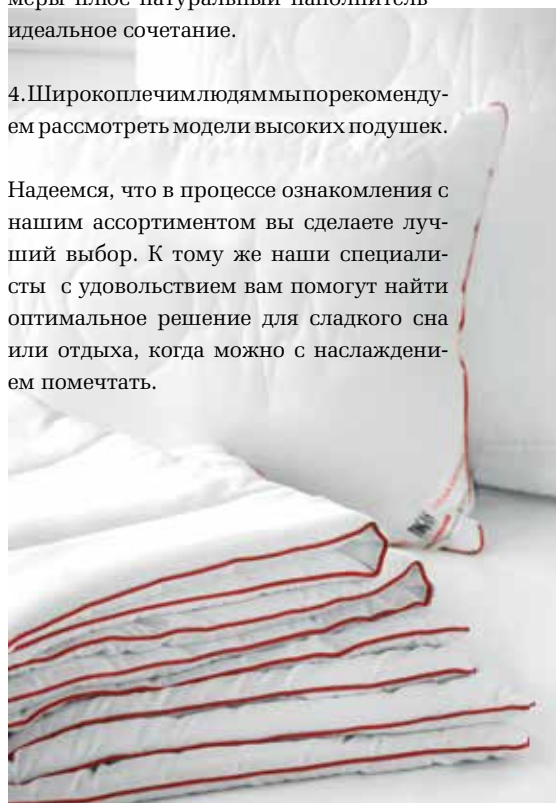 меры плюс натуральный наполнитель
идеальное сочетание.
4.Широкоплечим людям мы порекоменду-
ем рассмотреть модели высоких подушек.
Надеемся, что в процессе ознакомления с
нашим ассортиментом вы сделаете луч-
ший выбор. К тому же наши специали-
сты с удовольствием вам помогут найти
оптимальное решение для сладкого сна
или отдыха, когда можно с наслаждени-
ем помечтать.